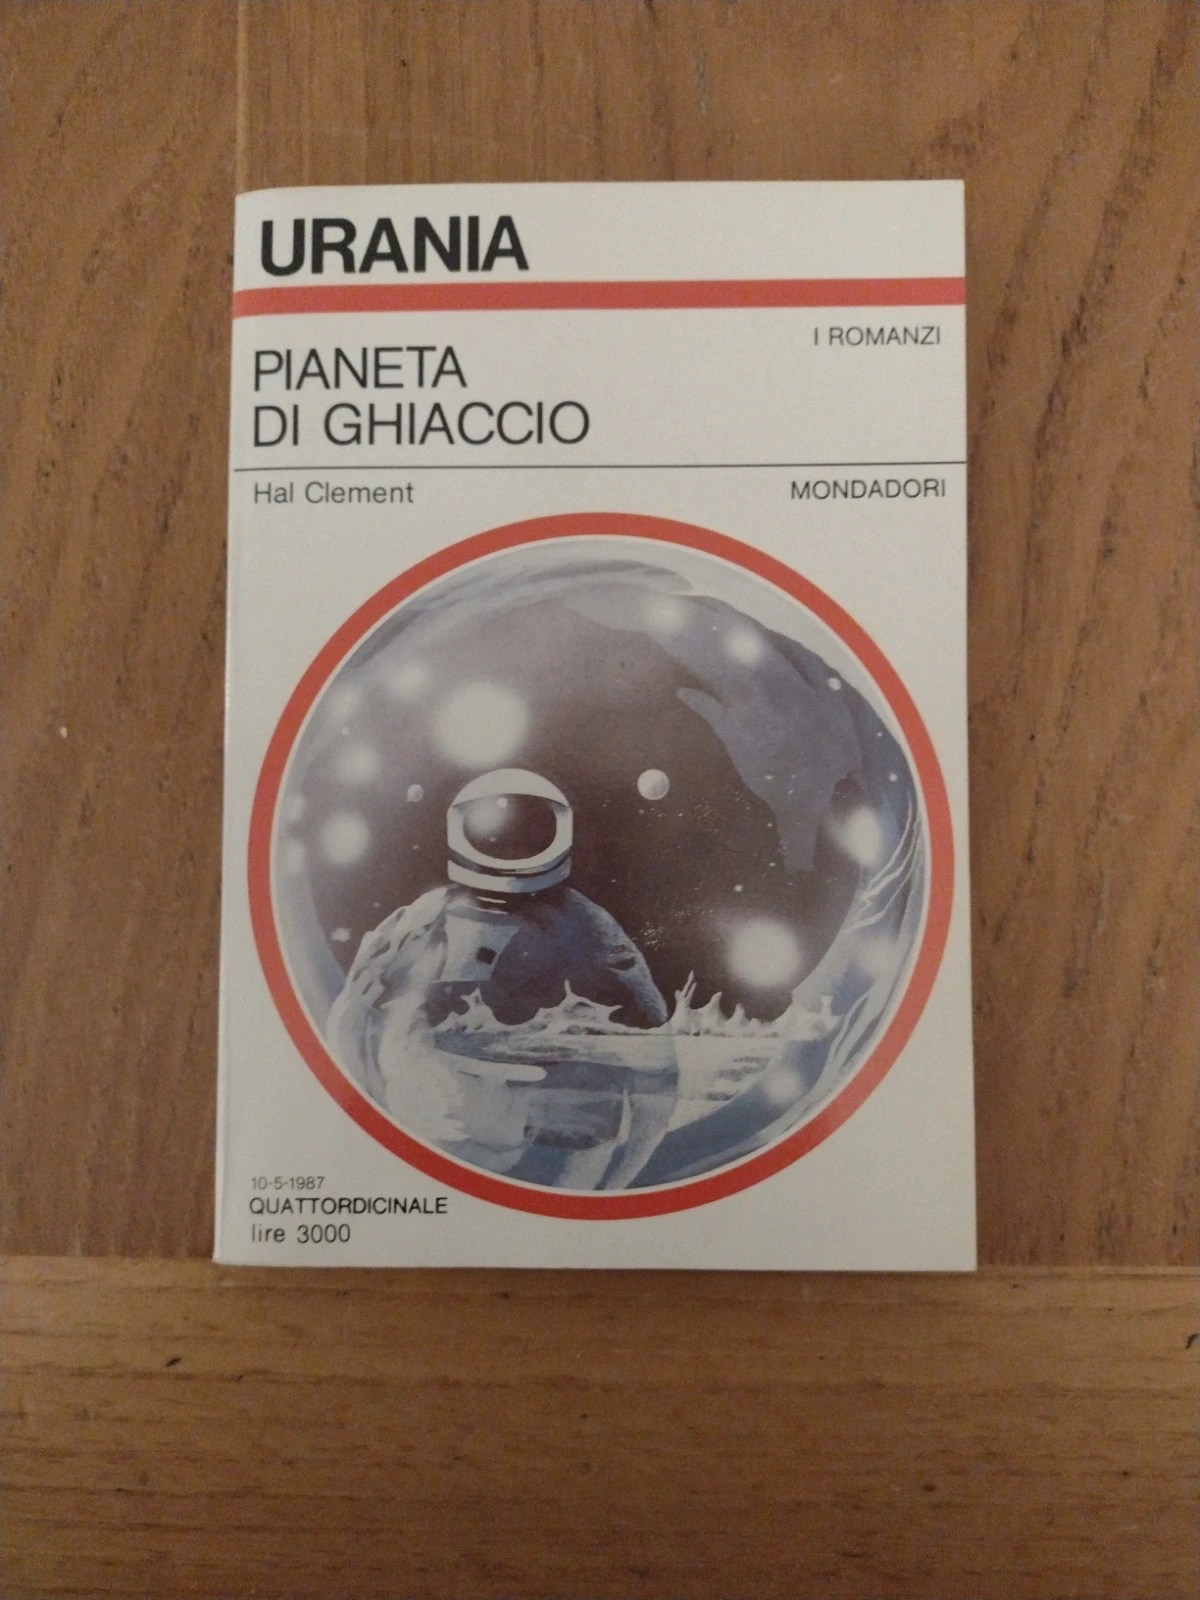 URANIA
I ROMANZI
PIANETA
DI GHIACCIO
Hal Clement
MONDADORI
10-5-1987
QUATTORDICINALE
lire 3000